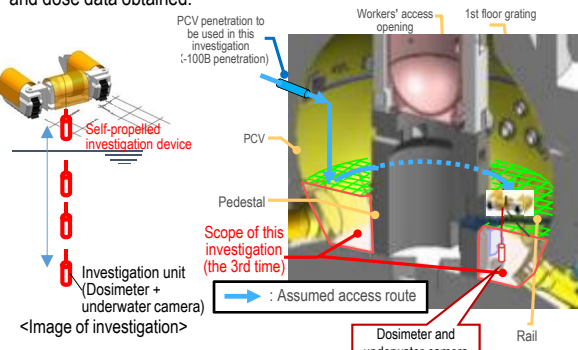 and dose data obtained.
PCV penetration to
be used in this
investigation
X-100B penetration)
Workers' access
opening
1st floor grating
Self-propelled
investigation device
PCV
Pedestal
Scope of this
investigation
(the 3rd time)
Investigation unit
(Dosimeter +
underwater camera)
<Image of investigation>
: Assumed access route
Dosimeter and
underwater camera
Rail